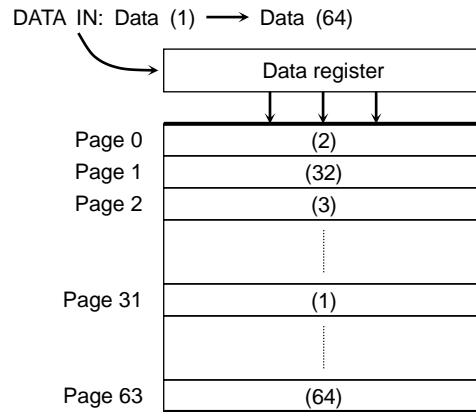 DATA IN: Data (1) → Data (64)
Data register
Page 0 (2)
Page 1 (32)
Page 2 (3)
Page 31 (1)
Page 63 (64)